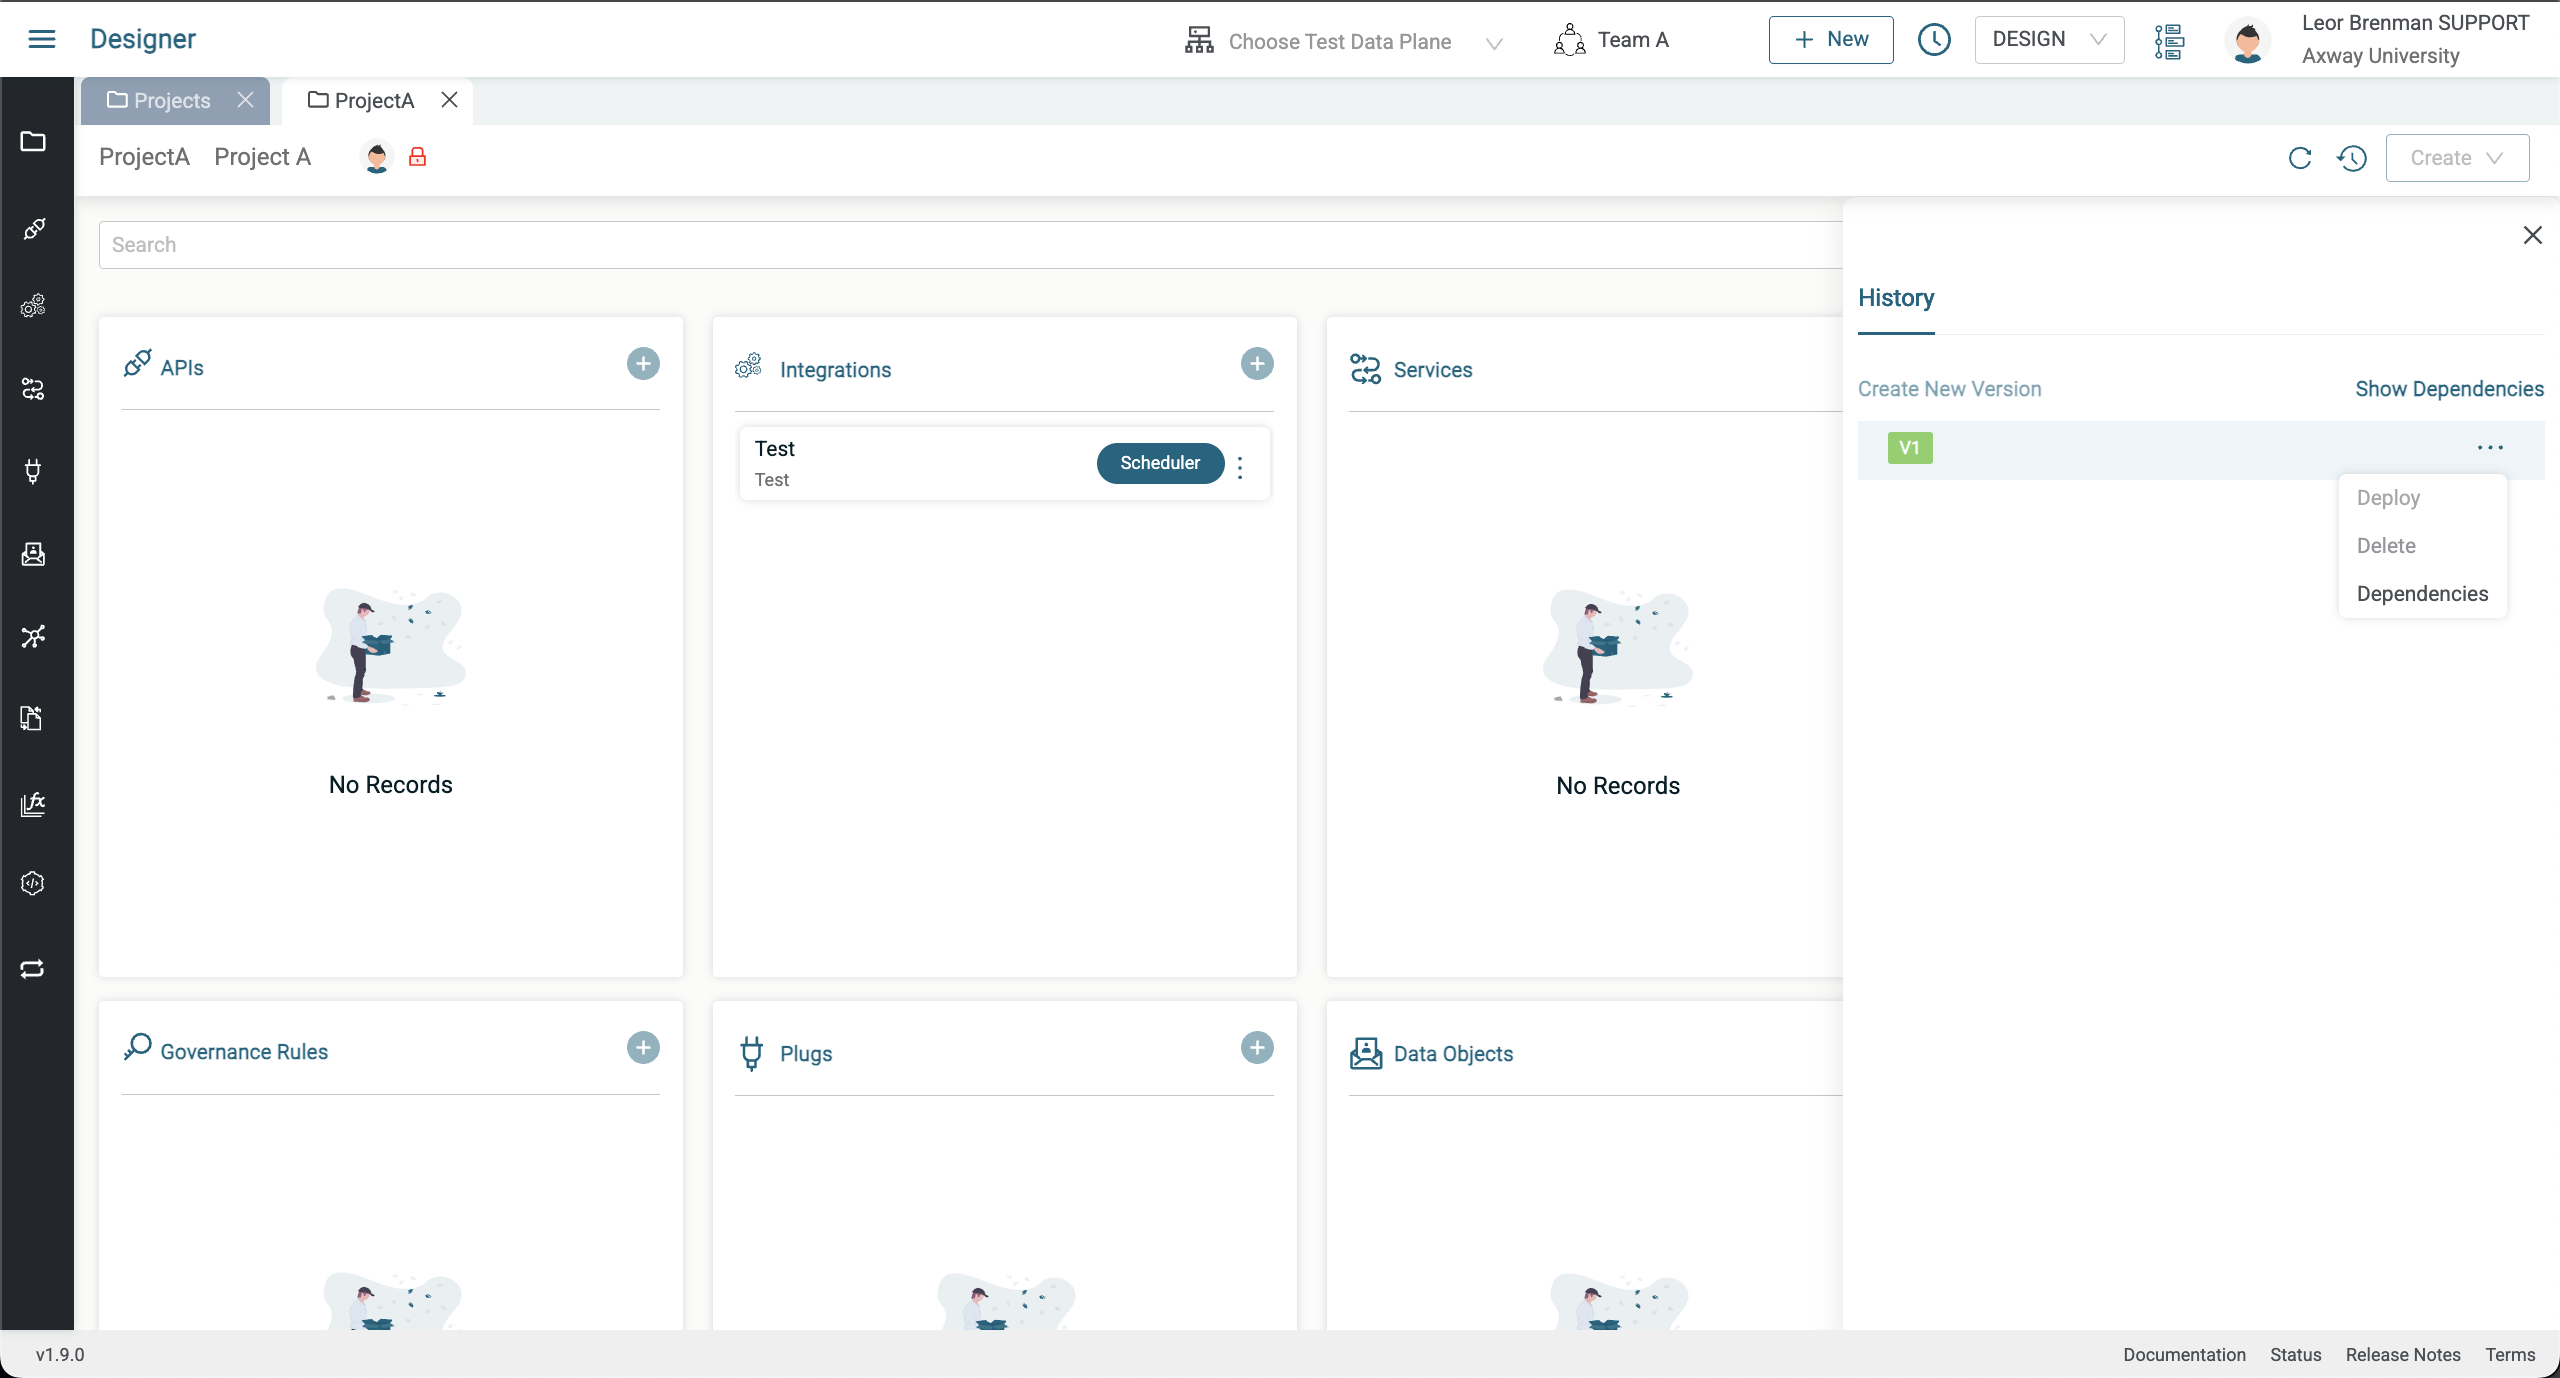 Designer
Choose Test Data Plane
Team A
+ New
DESIGN
Leor Brenman SUPPORT
Axway University
Projects
ProjectA
ProjectA Project A
Create
Search
APIs
No Records
Integrations
Test
Test
Scheduler
Services
No Records
Governance Rules
Plugs
Data Objects
History
Create New Version
Show Dependencies
V1
Deploy
Delete
Dependencies
v1.9.0
Documentation Status Release Notes Terms